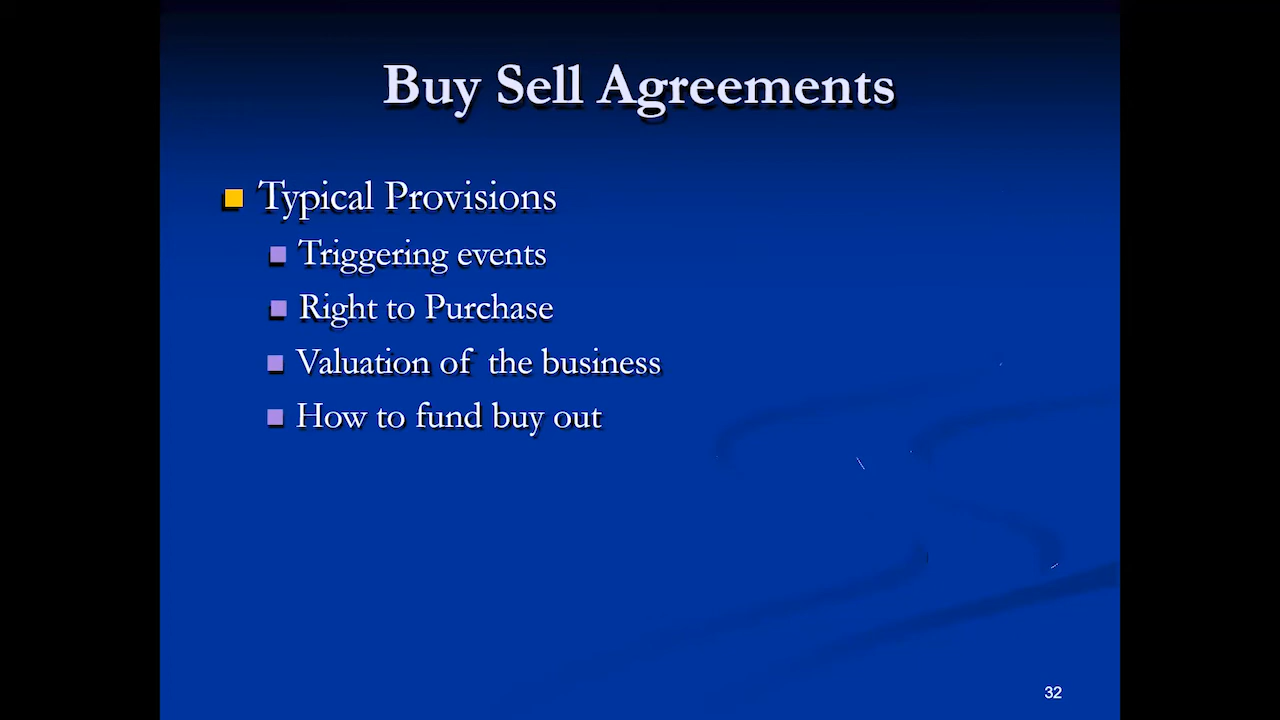 Buy Sell Agreements
Typical Provisions
Triggering events
Right to Purchase
Valuation of the business
How to fund buy out
32